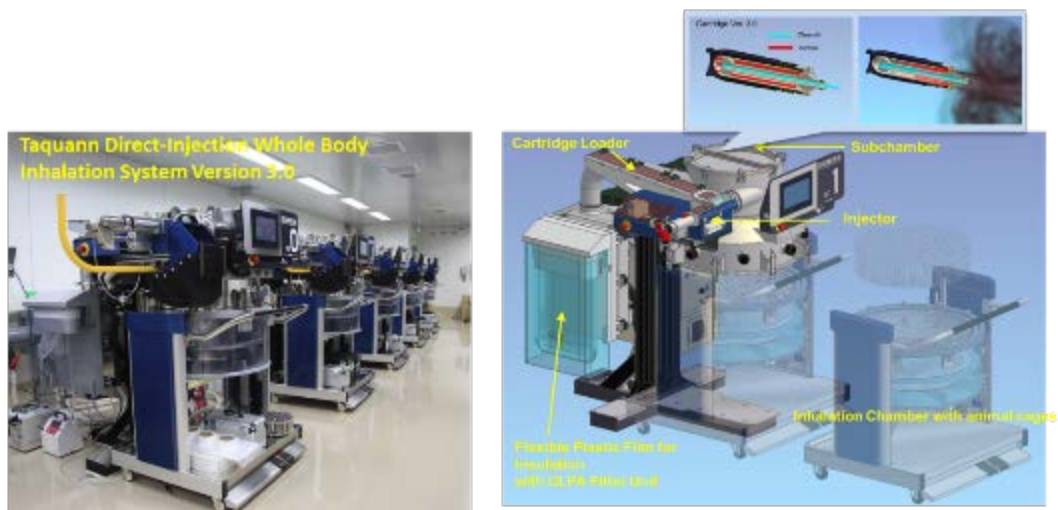 Cartridge Ver. 3.0
Taquann Direct-Injection Whole Body
Inhalation System Version 3.0
Cartridge Loader
Subchamber
Injector
Inhalation Chamber with animal cages
Flexible Plastic Film for
Insulation
with ULPA Filter Unit